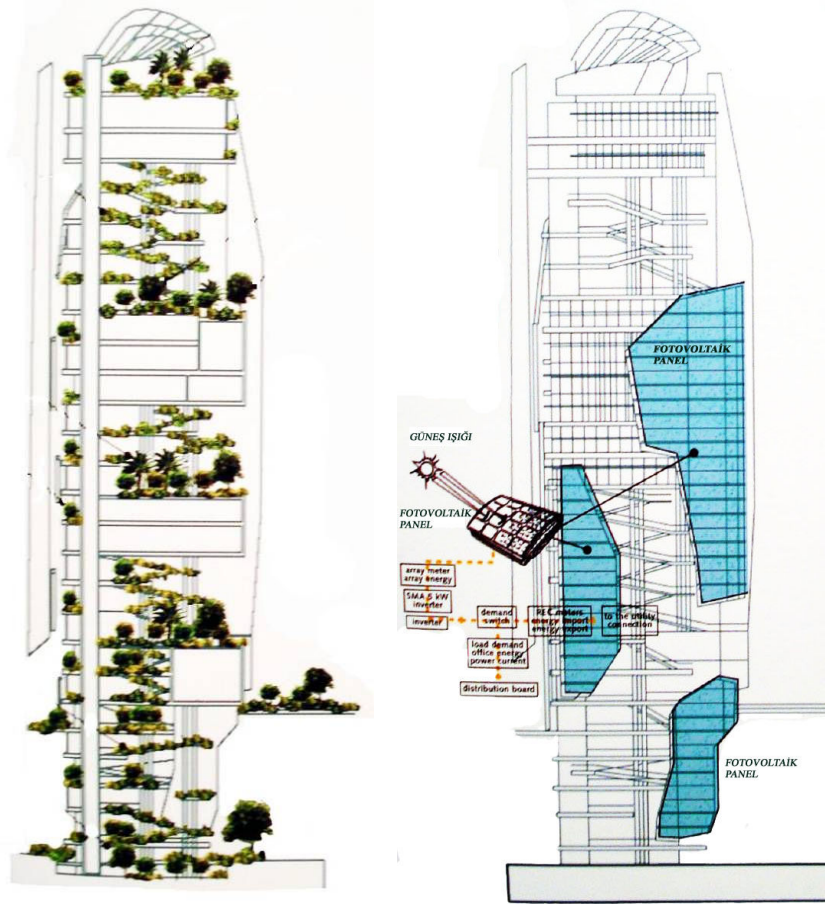 FOTOVOLTAİK
PANEL
GÜNEŞ IŞIĞI
FOTOVOLTAİK
PANEL
array meter
array energy
SMA 5 kW
inverter
inverter
demand
switch
REC meters
energy import
energy export
to the utility
connection
load demand
office energy
power current
distribution board
FOTOVOLTAİK
PANEL